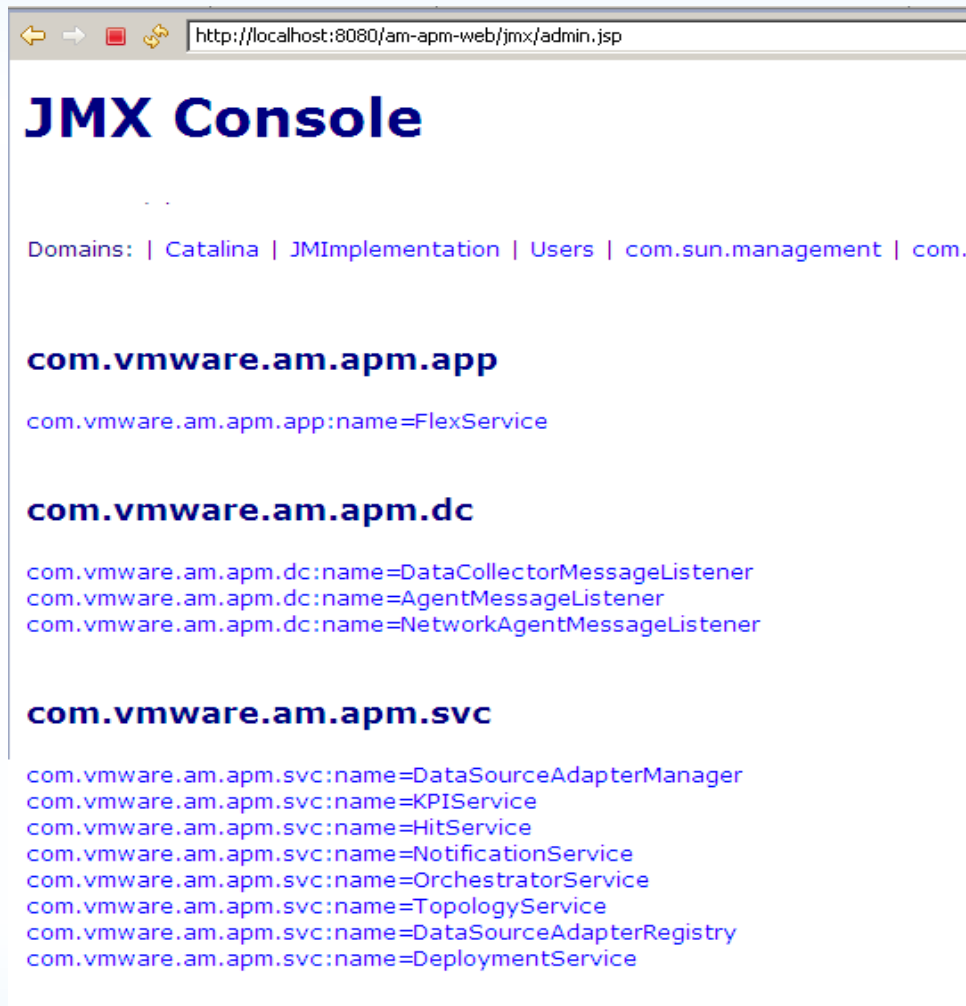 http://localhost:8080/am-apm-web/jmx/admin.jsp
JMX Console
Domains: | Catalina | JMImplementation | Users | com.sun.management | com.
com.vmware.am.apm.app
com.vmware.am.apm.app:name=FlexService
com.vmware.am.apm.dc
com.vmware.am.apm.dc:name=DataCollectorMessageListener
com.vmware.am.apm.dc:name=AgentMessageListener
com.vmware.am.apm.dc:name=NetworkAgentMessageListener
com.vmware.am.apm.svc
com.vmware.am.apm.svc:name=DataSourceAdapterManager
com.vmware.am.apm.svc:name=KPIService
com.vmware.am.apm.svc:name=HitService
com.vmware.am.apm.svc:name=NotificationService
com.vmware.am.apm.svc:name=OrchestratorService
com.vmware.am.apm.svc:name=TopologyService
com.vmware.am.apm.svc:name=DataSourceAdapterRegistry
com.vmware.am.apm.svc:name=DeploymentService